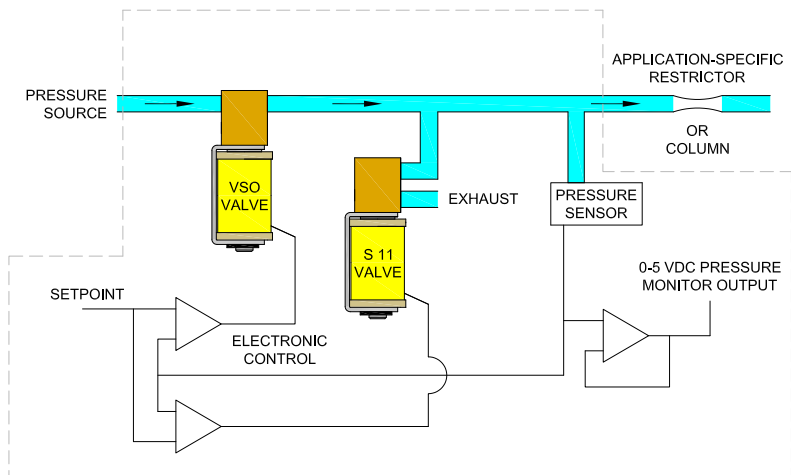 APPLICATION-SPECIFIC
RESTRICTOR
OR
COLUMN
PRESSURE
SOURCE
VSO
VALVE
EXHAUST
PRESSURE
SENSOR
S 11
VALVE
0-5 VDC PRESSURE
MONITOR OUTPUT
SETPOINT
ELECTRONIC
CONTROL